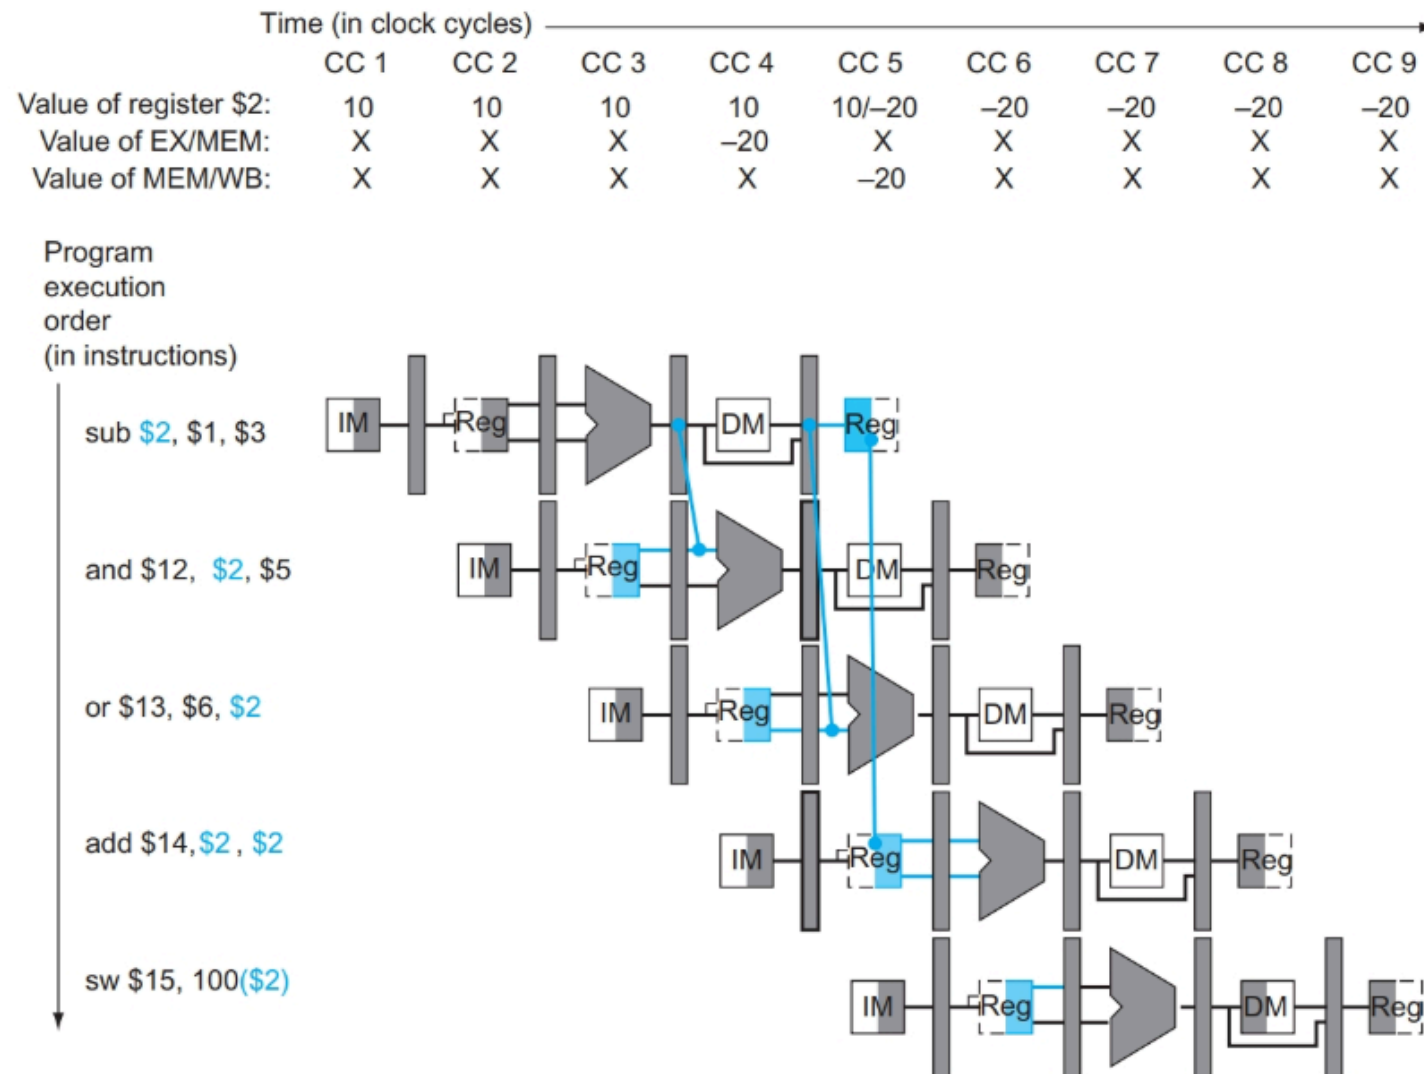 Time (in clock cycles)
CC 1 CC 2 CC 3 CC 4 CC 5 CC 6 CC 7 CC 8 CC 9
Value of register $2: 10 10 10 10 10/–20 –20 –20 –20 –20
Value of EX/MEM: X X X –20 X X X X X
Value of MEM/WB: X X X X –20 X X X X
Program
execution
order
(in instructions)
sub $2, $1, $3
IM Reg DM Reg
and $12, $2, $5
IM Reg DM Reg
or $13, $6, $2
IM Reg DM Reg
add $14, $2 , $2
IM Reg DM Reg
sw $15, 100($2)
IM Reg DM Reg